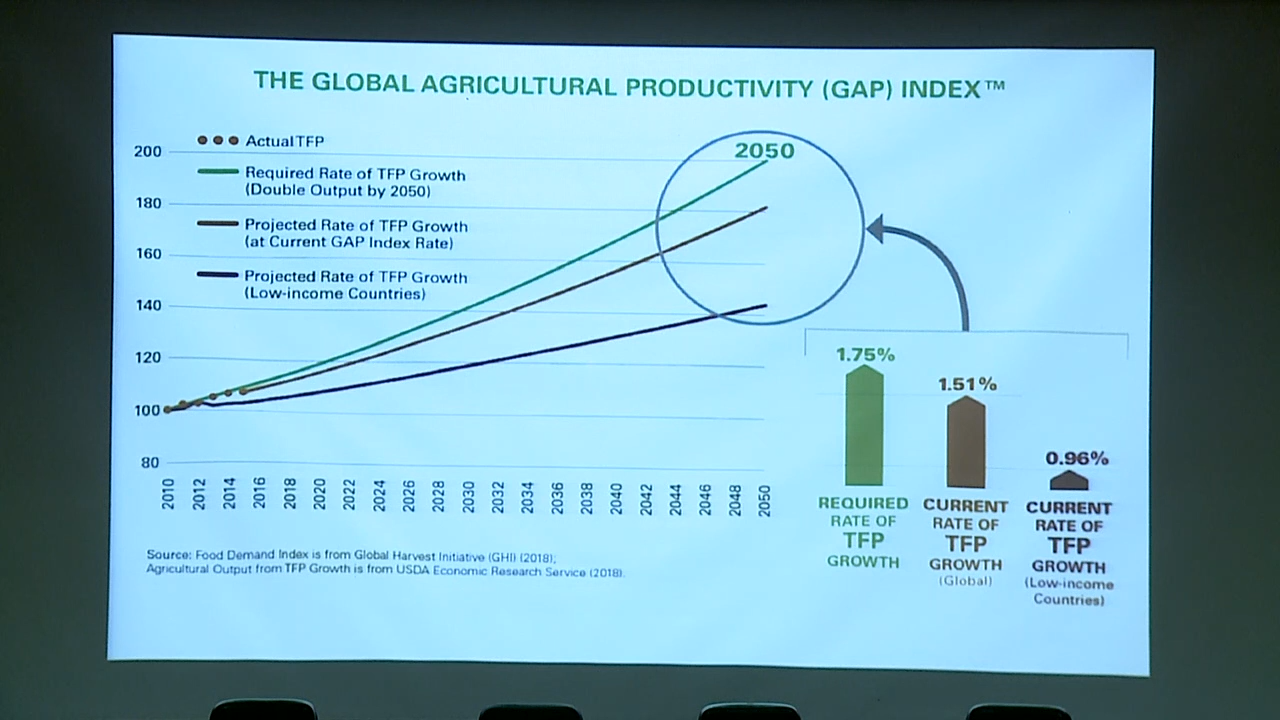 THE GLOBAL AGRICULTURAL PRODUCTIVITY (GAP) INDEX™
Actual TFP
Required Rate of TFP Growth
(Double Output by 2050)
Projected Rate of TFP Growth
(at Current GAP Index Rate)
Projected Rate of TFP Growth
(Low-income Countries)
200
180
160
140
120
100
80
2010 2012 2014 2016 2018 2020 2022 2024 2026 2028 2030 2032 2034 2036 2038 2040 2042 2044 2046 2048 2050
2050
1.75%
REQUIRED
RATE OF
TFP
GROWTH
1.51%
CURRENT
RATE OF
TFP
GROWTH
(Global)
0.96%
CURRENT
RATE OF
TFP
GROWTH
(Low-income
Countries)
Source: Food Demand Index is from Global Harvest Initiative (GHI) (2018);
Agricultural Output from TFP Growth is from USDA Economic Research Service (2018).